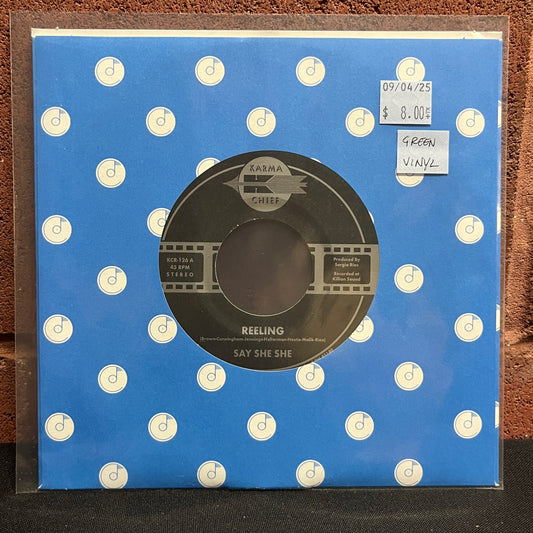 09/04/25
$ 8.00
GREEN
VINYL
KARMA
CHIEF
KCR-126 A
45 RPM
STEREO
Produced By
Sergio Rios
Recorded at
Killion Sound
REELING
SAY SHE SHE